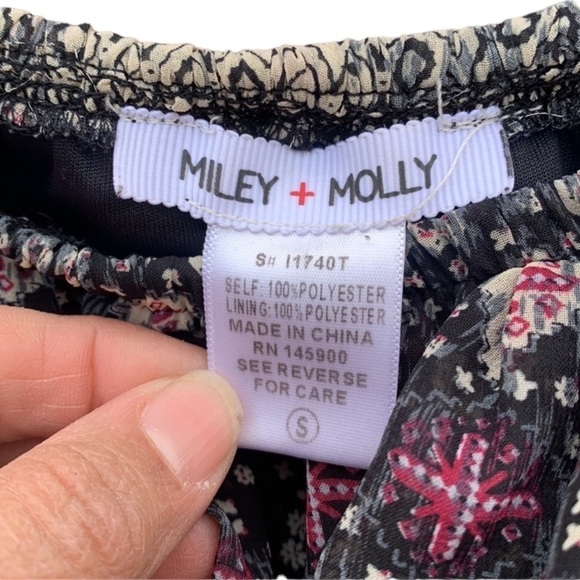 MILEY + MOLLY
S# I1740T
SELF: 100%POLYESTER
LINING: 100%POLYESTER
MADE IN CHINA
RN 145900
SEE REVERSE
FOR CARE
S